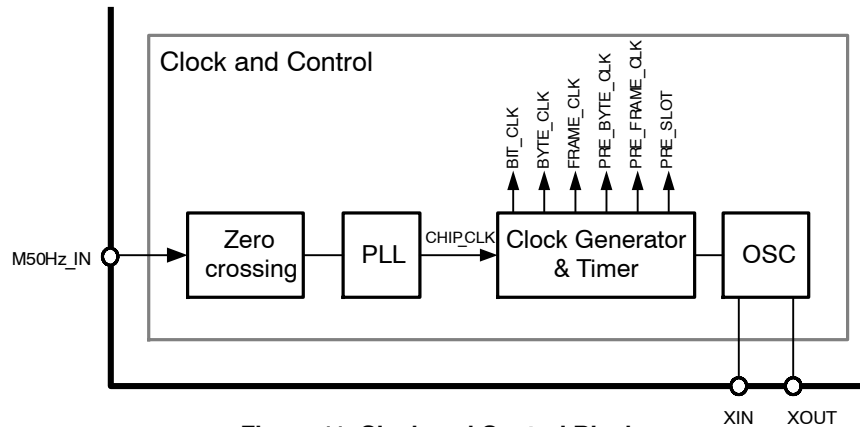 Clock and Control
BIT_CLK
BYTE_CLK
FRAME_CLK
PRE_BYTE_CLK
PRE_FRAME_CLK
PRE_SLOT
M50Hz_IN
Zero
crossing
PLL
CHIP_CLK
Clock Generator
& Timer
OSC
XIN
XOUT